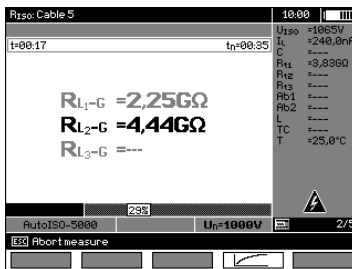 RISO: Cable 5
10:00
t=00:17
tn=00:35
RL1-G =2,25GΩ
RL2-G =4,44GΩ
RL3-G =---
29%
AutoISO-5000
Un=1000V
UISO =1065V
IL =240,0nA
C =---
Rt1 =3,83GΩ
Rt2 =---
Rt3 =---
Ab1 =---
Ab2 =---
L =---
TC =---
T =25,0°C
2/5
ESC Abort measure